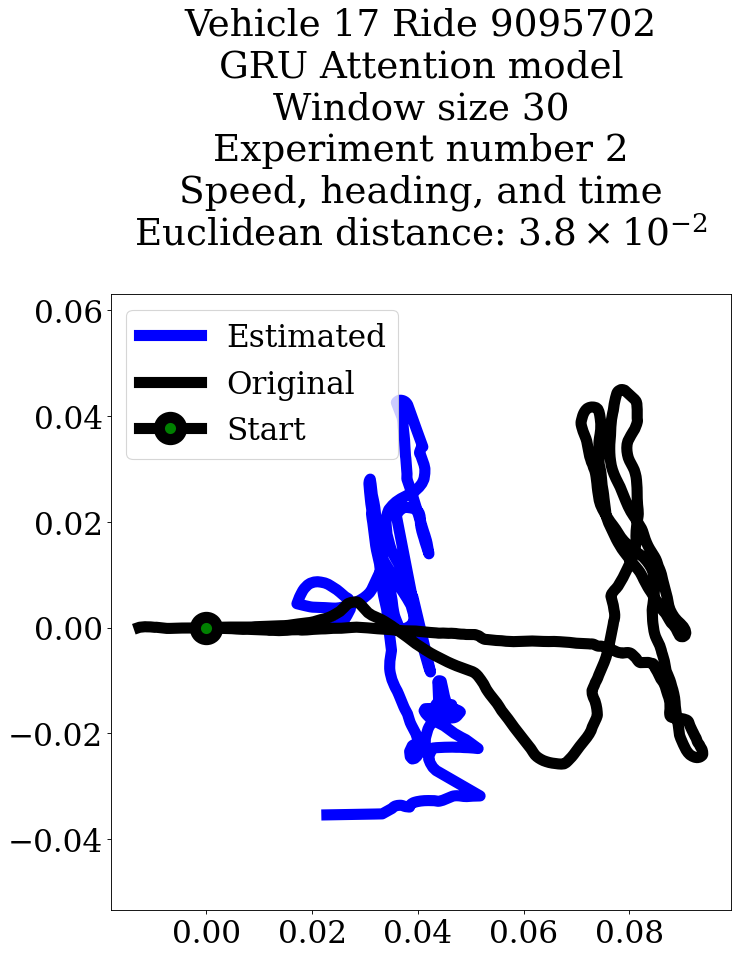 Vehicle 17 Ride 9095702
GRU Attention model
Window size 30
Experiment number 2
Speed, heading, and time
Euclidean distance: 3.8 × 10⁻²
0.06
0.04
0.02
0.00
−0.02
−0.04
Estimated
Original
Start
0.00 0.02 0.04 0.06 0.08